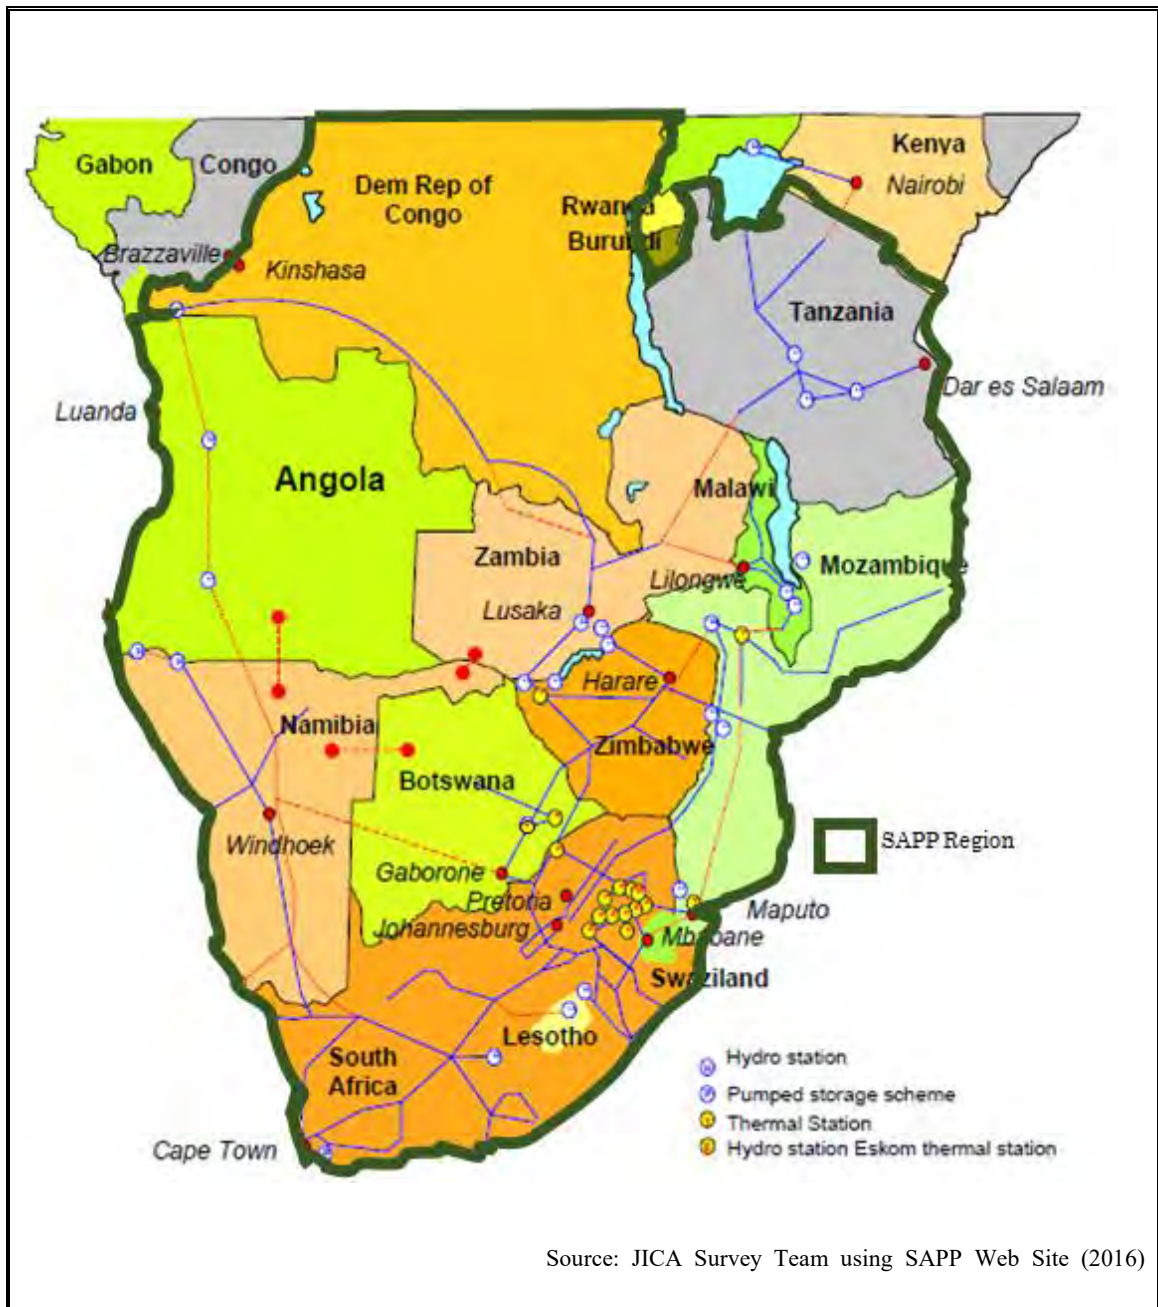 Gabon
Congo
Dem Rep of
Congo
Kenya
Nairobi
Rwanda
Burundi
Brazzaville
Kinshasa
Tanzania
Luanda
Dar es Salaam
Angola
Malawi
Zambia
Lilongwe
Mozambique
Lusaka
Harare
Namibia
Zimbabwe
Botswana
Windhoek
SAPP Region
Gaborone
Pretoria
Johannesburg
Maputo
Mbabane
Swaziland
Lesotho
South
Africa
Cape Town
Hydro station
Pumped storage scheme
Thermal Station
Hydro station Eskom thermal station
Source: JICA Survey Team using SAPP Web Site (2016)